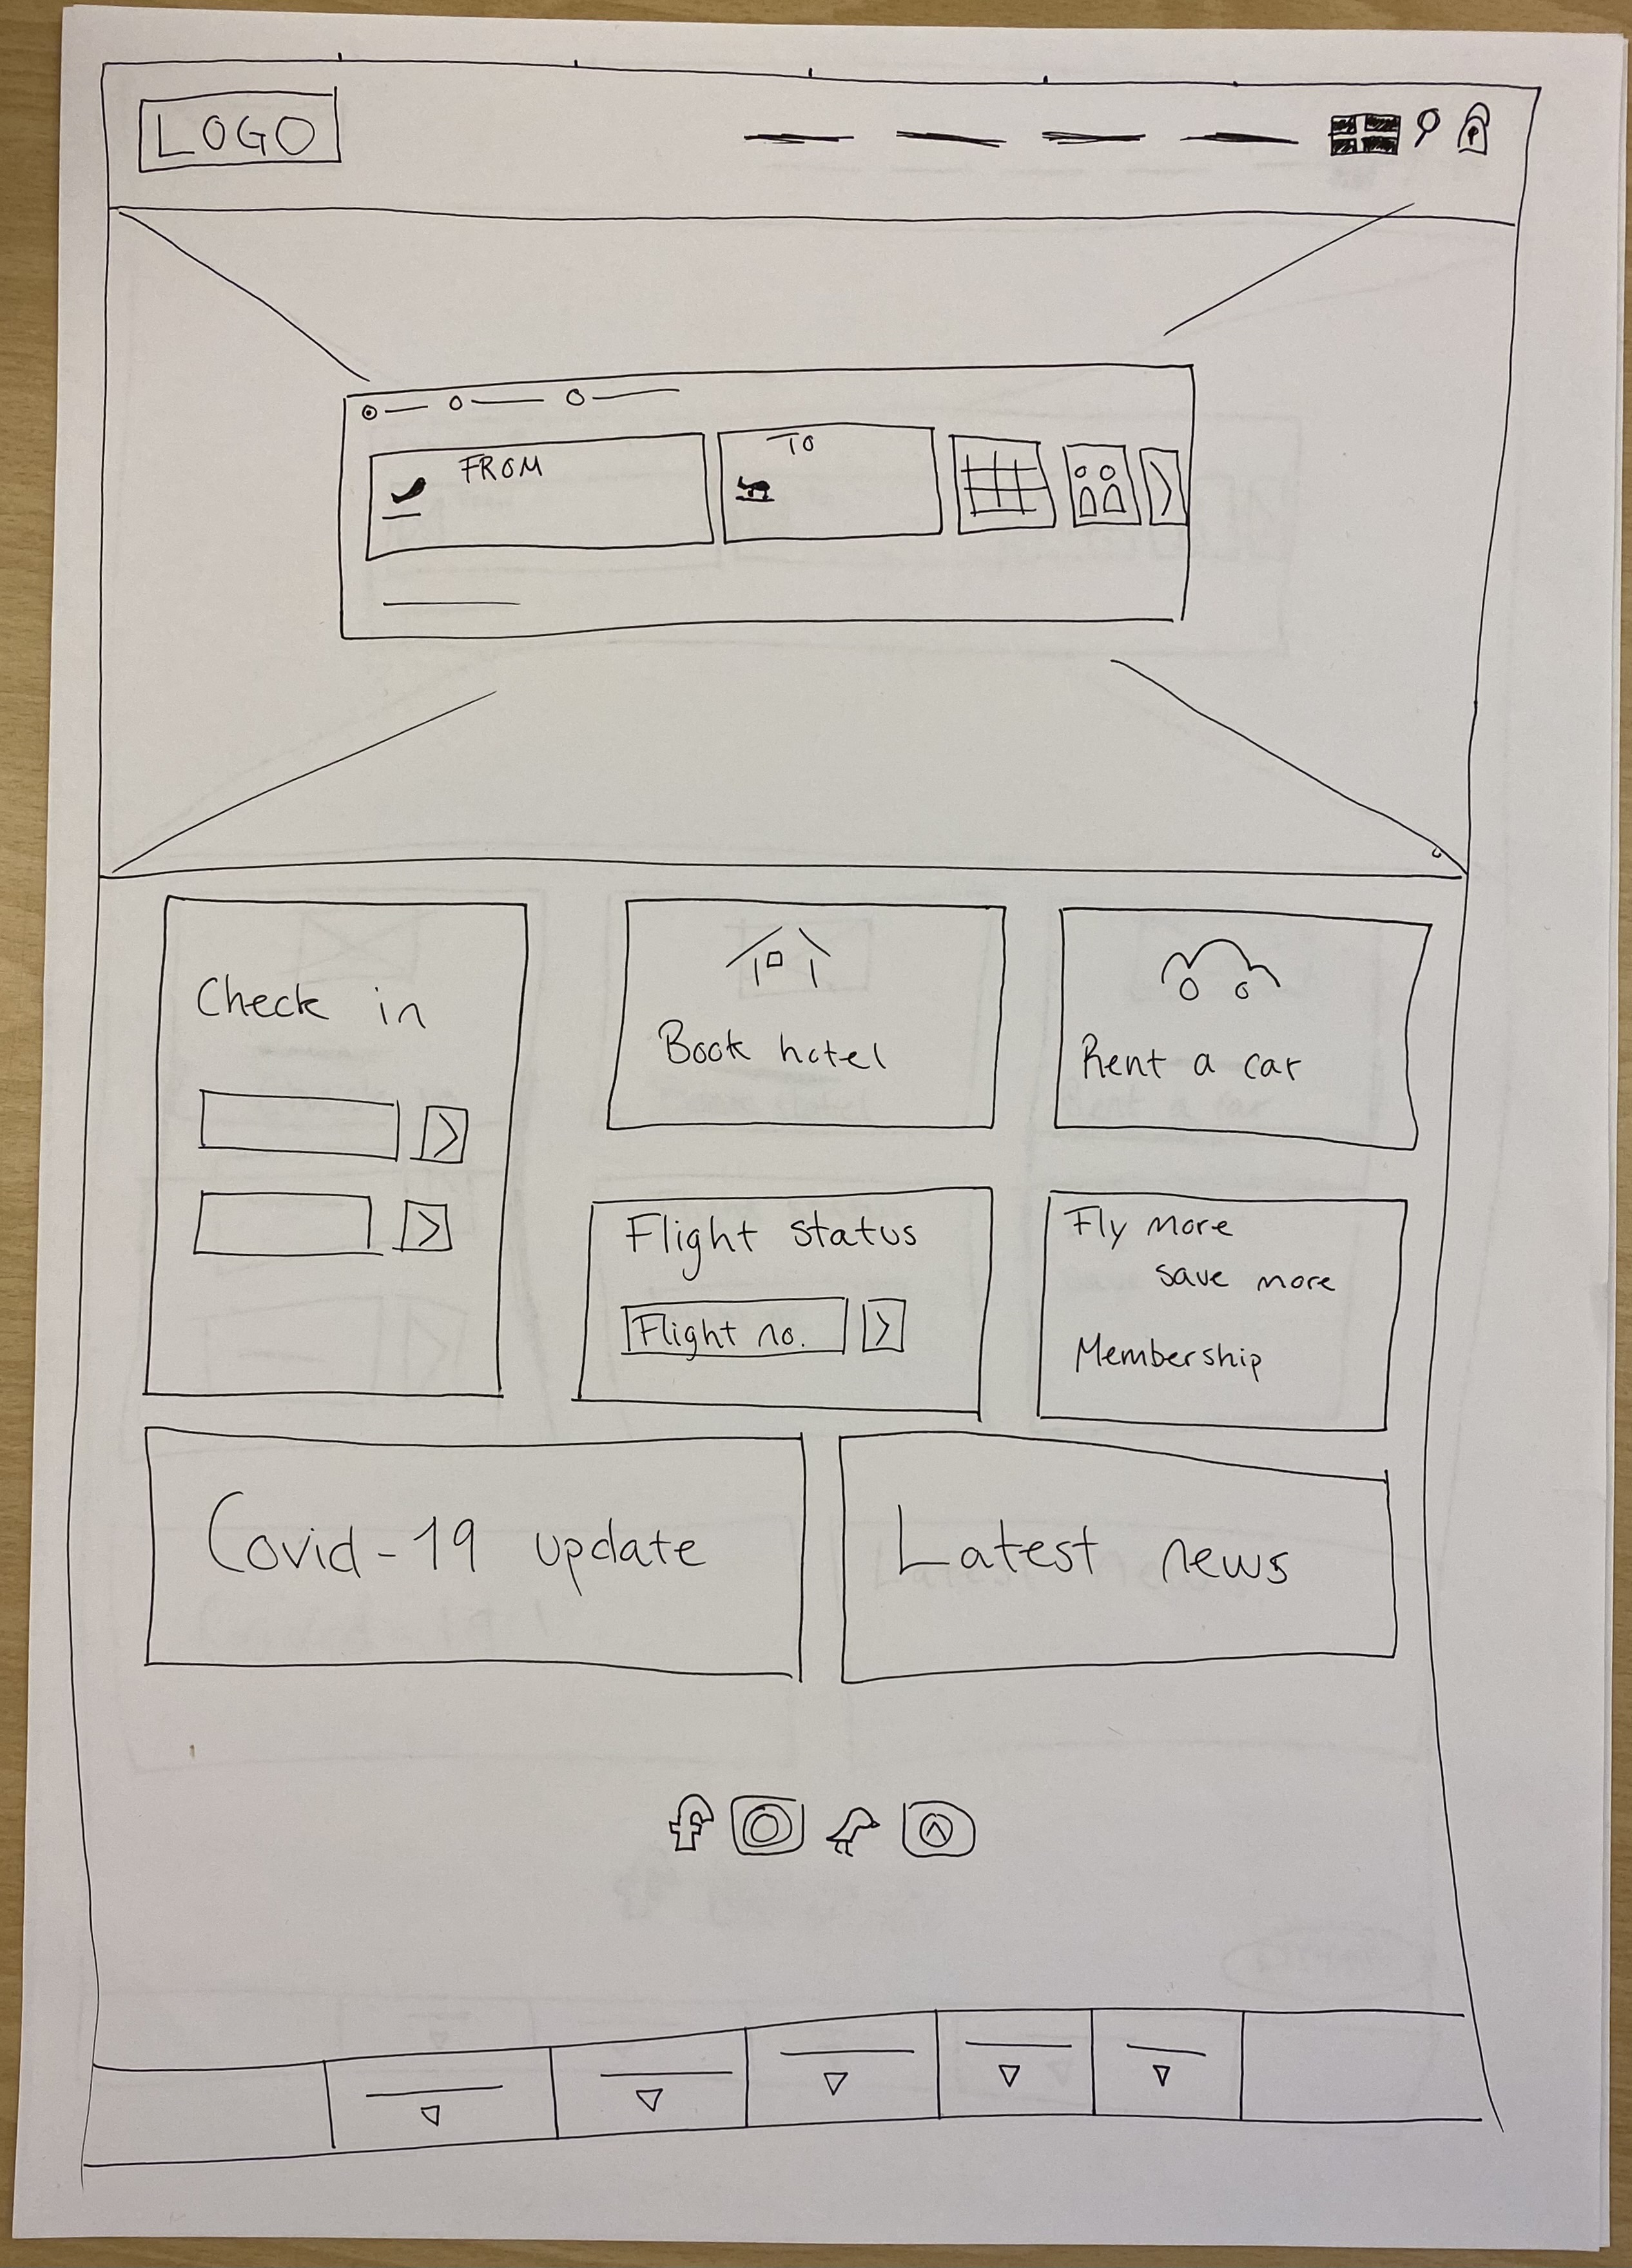 LOGO
FROM
TO
Check in
Book hotel
Rent a car
Flight status
Flight no.
Fly more
save more
Membership
Covid-19 update
Latest news